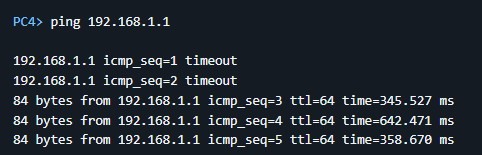 PC4> ping 192.168.1.1
192.168.1.1 icmp_seq=1 timeout
192.168.1.1 icmp_seq=2 timeout
84 bytes from 192.168.1.1 icmp_seq=3 ttl=64 time=345.527 ms
84 bytes from 192.168.1.1 icmp_seq=4 ttl=64 time=642.471 ms
84 bytes from 192.168.1.1 icmp_seq=5 ttl=64 time=358.670 ms